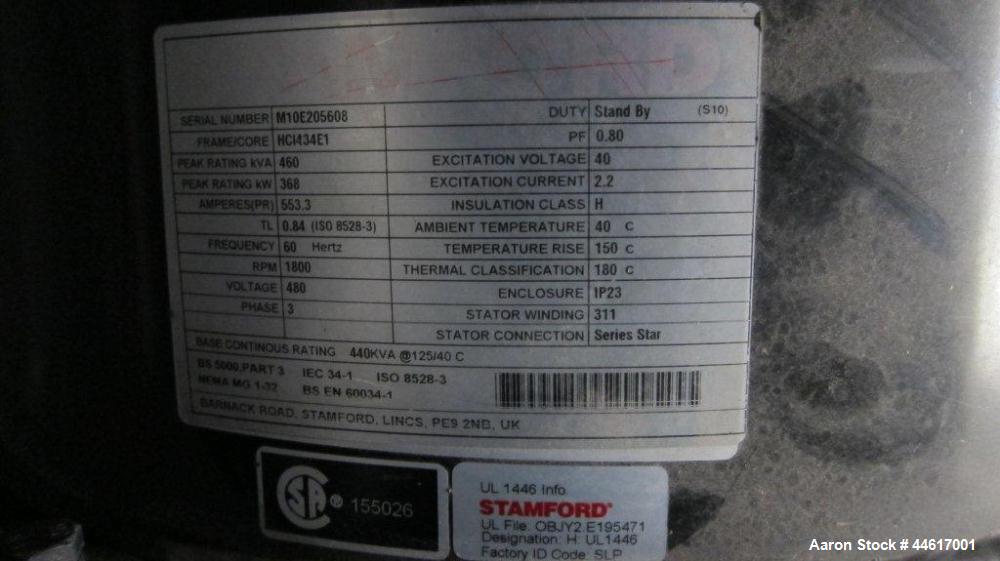 SERIAL NUMBER M10E205608 DUTY Stand By (S10)
FRAME/CORE HCI434E1 PF 0.80
PEAK RATING kVA 460 EXCITATION VOLTAGE 40
PEAK RATING kW 368 EXCITATION CURRENT 2.2
AMPERES(PR) 553.3 INSULATION CLASS H
TL 0.84 (ISO 8528-3) AMBIENT TEMPERATURE 40 C
FREQUENCY 60 Hertz TEMPERATURE RISE 150 C
RPM 1800 THERMAL CLASSIFICATION 180 C
VOLTAGE 480 ENCLOSURE IP23
PHASE 3 STATOR WINDING 311
STATOR CONNECTION Series Star
BASE CONTINOUS RATING 440KVA @125/40 C
BS 5000,PART 3 IEC 34-1 ISO 8528-3
NEMA MG 1-32 BS EN 60034-1
BARNACK ROAD, STAMFORD, LINCS, PE9 2NB, UK
SA ® 155026
UL 1446 Info
STAMFORD®
UL File: OBJY2.E195471
Designation: H: UL1446
Factory ID Code: SLP
Aaron Stock # 44617001